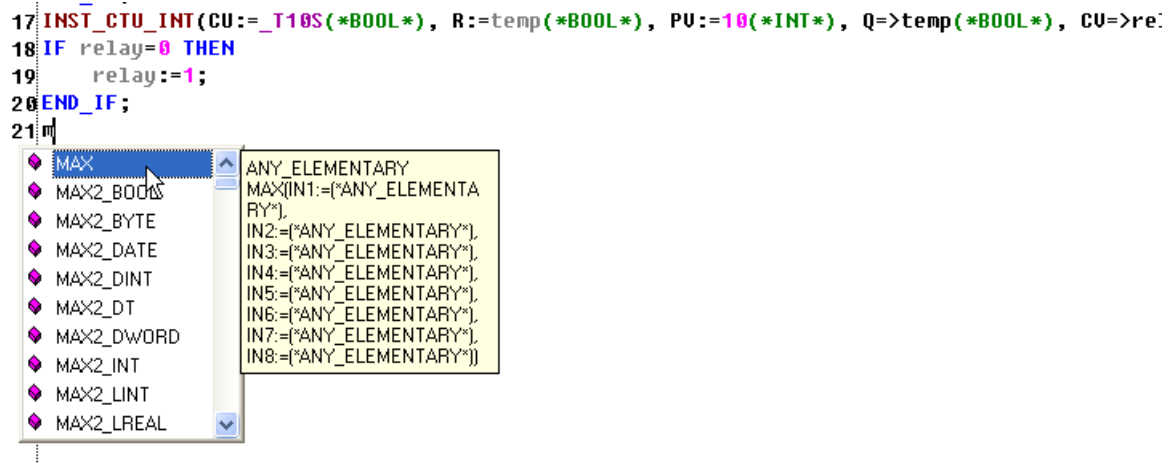 17 INST_CTU_INT(CU:=_T10S(*BOOL*), R:=temp(*BOOL*), PV:=10(*INT*), Q=>temp(*BOOL*), CV=>rel
18 IF relay=0 THEN
19 relay:=1;
20 END_IF;
21 m
MAX
MAX2_BOOL
MAX2_BYTE
MAX2_DATE
MAX2_DINT
MAX2_DT
MAX2_DWORD
MAX2_INT
MAX2_LINT
MAX2_LREAL
ANY_ELEMENTARY
MAX(IN1:=(*ANY_ELEMENTA
RY*),
IN2:=(*ANY_ELEMENTARY*),
IN3:=(*ANY_ELEMENTARY*),
IN4:=(*ANY_ELEMENTARY*),
IN5:=(*ANY_ELEMENTARY*),
IN6:=(*ANY_ELEMENTARY*),
IN7:=(*ANY_ELEMENTARY*),
IN8:=(*ANY_ELEMENTARY*))